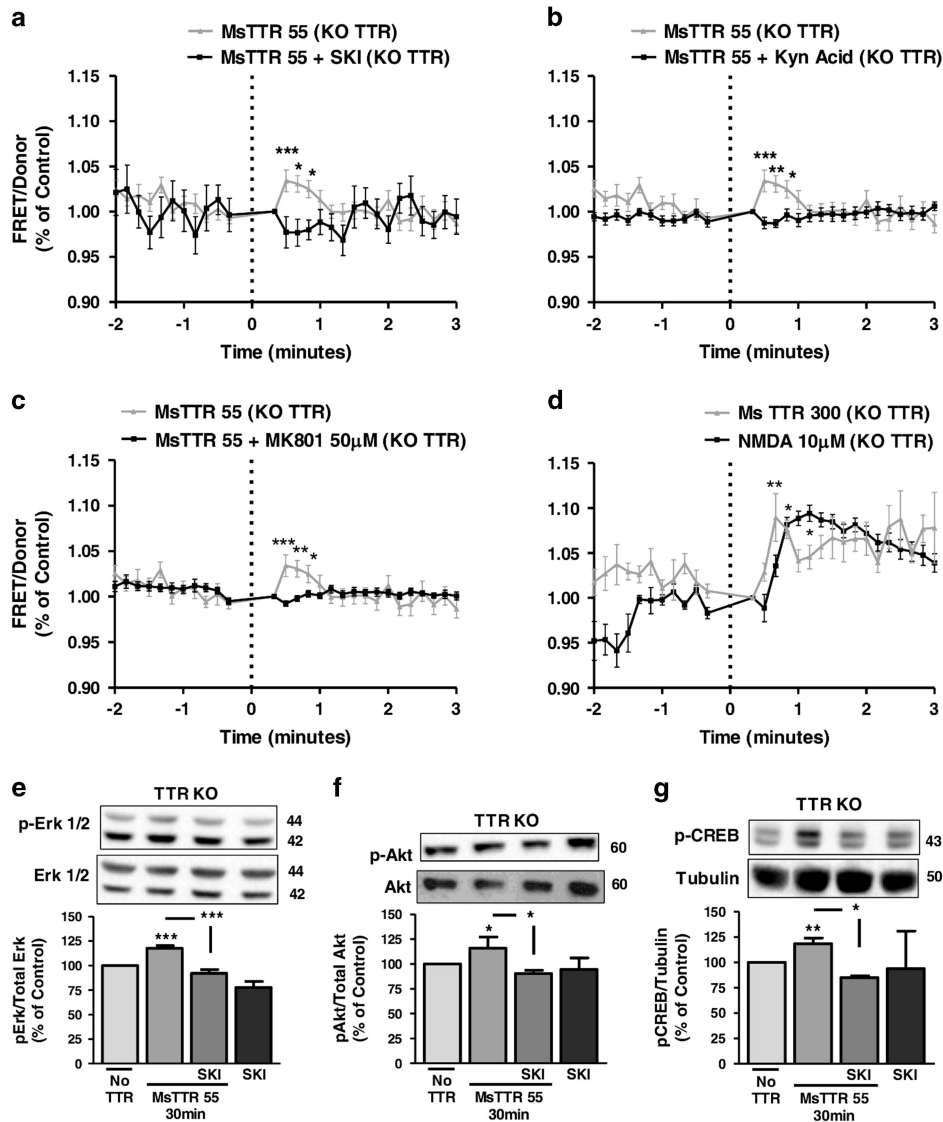 a
MsTTR 55 (KO TTR)
MsTTR 55 + SKI (KO TTR)
FRET/Donor
(% of Control)
1.15
1.10
1.05
1.00
0.95
0.90
***
*
*
-2 -1 0 1 2 3
Time (minutes)
b
MsTTR 55 (KO TTR)
MsTTR 55 + Kyn Acid (KO TTR)
1.15
1.10
1.05
1.00
0.95
0.90
***
**
*
-2 -1 0 1 2 3
Time (minutes)
c
MsTTR 55 (KO TTR)
MsTTR 55 + MK801 50μM (KO TTR)
FRET/Donor
(% of Control)
1.15
1.10
1.05
1.00
0.95
0.90
***
**
*
-2 -1 0 1 2 3
Time (minutes)
d
Ms TTR 300 (KO TTR)
NMDA 10μM (KO TTR)
1.15
1.10
1.05
1.00
0.95
0.90
**
*
*
-2 -1 0 1 2 3
Time (minutes)
e
TTR KO
p-Erk 1/2
44
42
Erk 1/2
44
42
pErk/Total Erk
(% of Control)
150
125
100
75
50
25
0
***
***
No TTR
SKI
SKI
MsTTR 55
30min
f
TTR KO
p-Akt
60
Akt
60
pAkt/Total Akt
(% of Control)
150
125
100
75
50
25
0
*
*
No TTR
SKI
SKI
MsTTR 55
30min
g
TTR KO
p-CREB
43
Tubulin
50
pCREB/Tubulin
(% of Control)
150
125
100
75
50
25
0
**
*
No TTR
SKI
SKI
MsTTR 55
30min